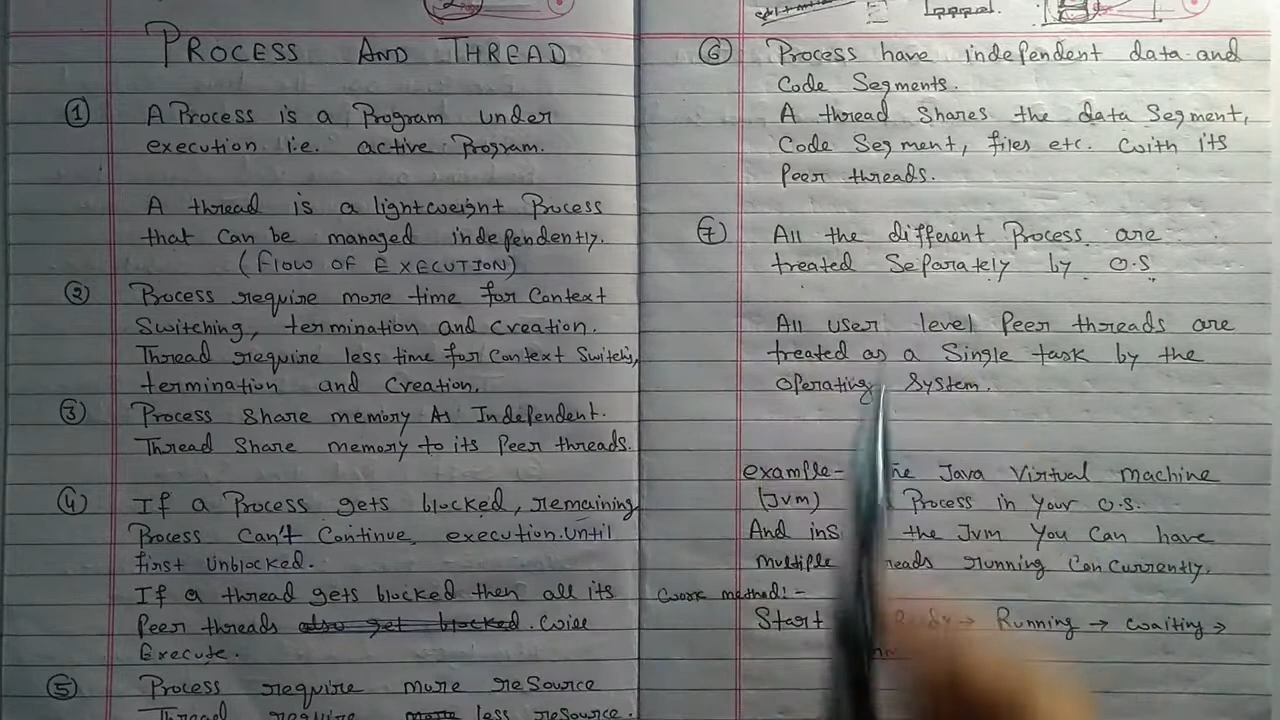 PROCESS AND THREAD
① A Process is a Program under
execution i.e. active Program.
A thread is a lightweight Process
that can be managed independently.
(Flow OF EXECUTION)
② Process require more time for Context
Switching, termination and Creation.
Thread require less time for Context Switch,
termination and Creation.
③ Process Share memory As Independent.
Thread Share memory to its Peer threads.
④ If a Process gets blocked, remaining
Process Can't Continue execution.Until
first Unblocked.
If a thread gets blocked then all its
Peer threads also get blocked. will
Execute.
⑤ Process require more reSource
Thread require more less resource.
⑥ Process have independent data and
Code Segments.
A thread Shares the data Segment,
Code Segment, files etc. with its
Peer threads.
⑦ All the different Process are
treated Separately by O.S
All user level Peer threads are
treated as a Single task by the
Operating System.
example- Java Virtual machine
(Jvm) Process in Your O.S.
And the Jvm You Can have
multiple running Concurrently.
Work method:-
Start → Running → waiting →